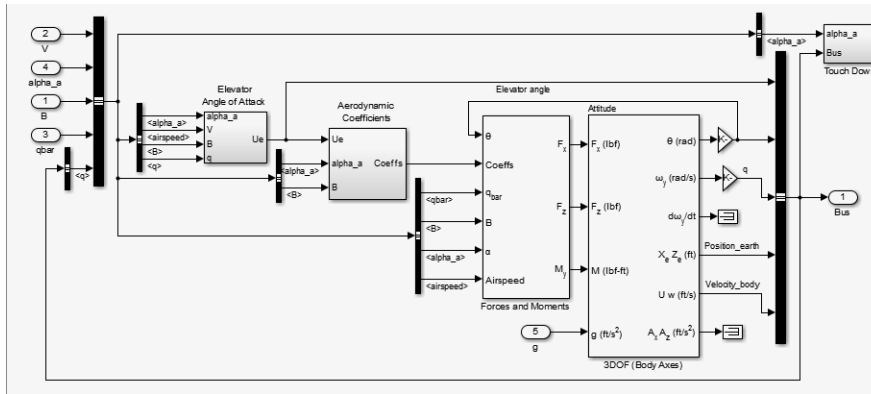 2
V
4
alpha_a
1
B
3
qbar
<q>
<alpha_a>
<airspeed>
<B>
<q>
Elevator
Angle of Attack
alpha_a
V
B
q
Ue
Aerodynamic
Coefficients
Ue
alpha_a
B
Coeffs
<alpha_a>
<B>
<qbar>
<B>
<alpha_a>
<airspeed>
Elevator angle
θ
Coeffs
q_bar
B
α
Airspeed
F_x
F_z
M_y
Forces and Moments
5
g
Attitude
F_x (lbf)
F_z (lbf)
M (lbf-ft)
g (ft/s²)
θ (rad)
ω_y (rad/s)
dω_y/dt
X_e Z_e (ft)
U w (ft/s)
A_x A_z (ft/s²)
3DOF (Body Axes)
K-
K-
q
Position_earth
Velocity_body
<alpha_a>
alpha_a
Bus
Touch Dow
1
Bus